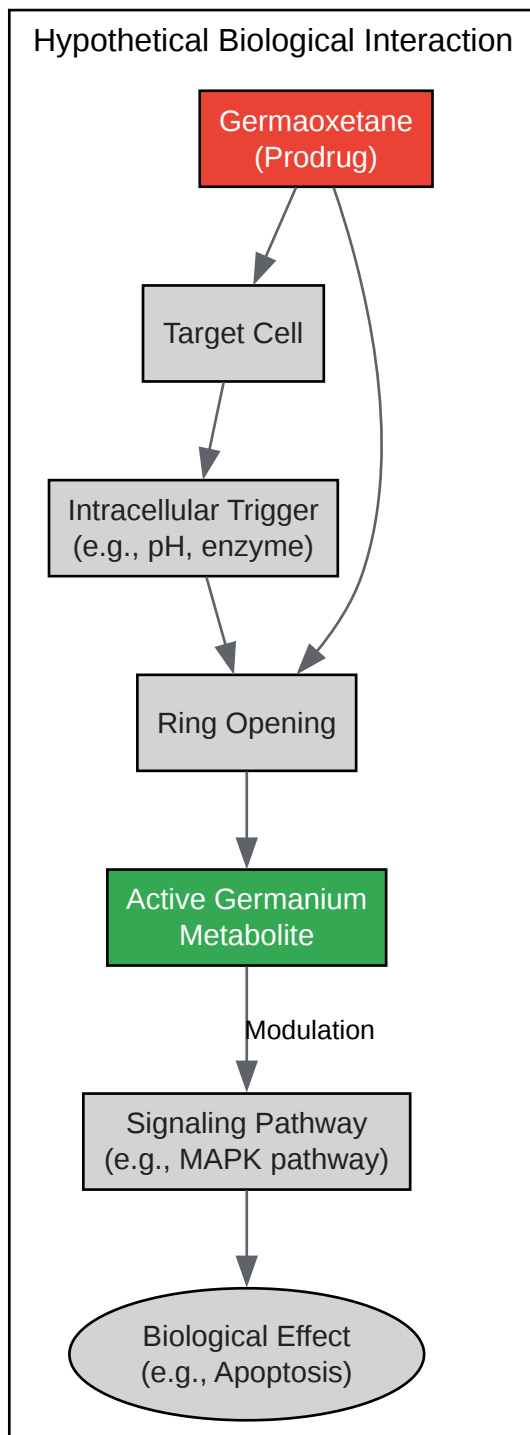 Hypothetical Biological Interaction
Germaoxetane
(Prodrug)
Target Cell
Intracellular Trigger
(e.g., pH, enzyme)
Ring Opening
Active Germanium
Metabolite
Modulation
Signaling Pathway
(e.g., MAPK pathway)
Biological Effect
(e.g., Apoptosis)